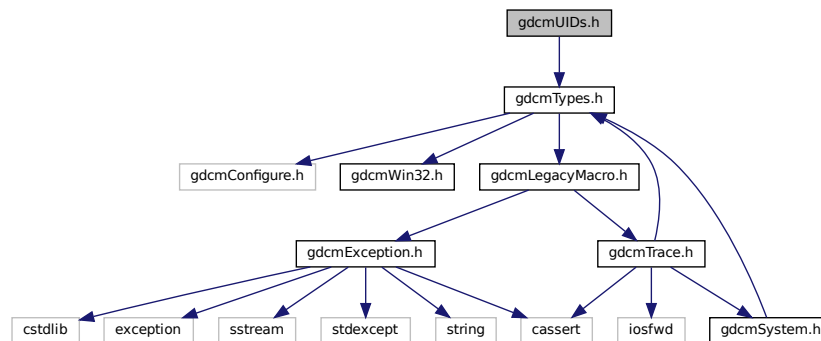 gdcmUIDs.h
gdcmTypes.h
gdcmConfigure.h
gdcmWin32.h
gdcmLegacyMacro.h
gdcmException.h
gdcmTrace.h
cstdlib
exception
sstream
stdexcept
string
cassert
iosfwd
gdcmSystem.h